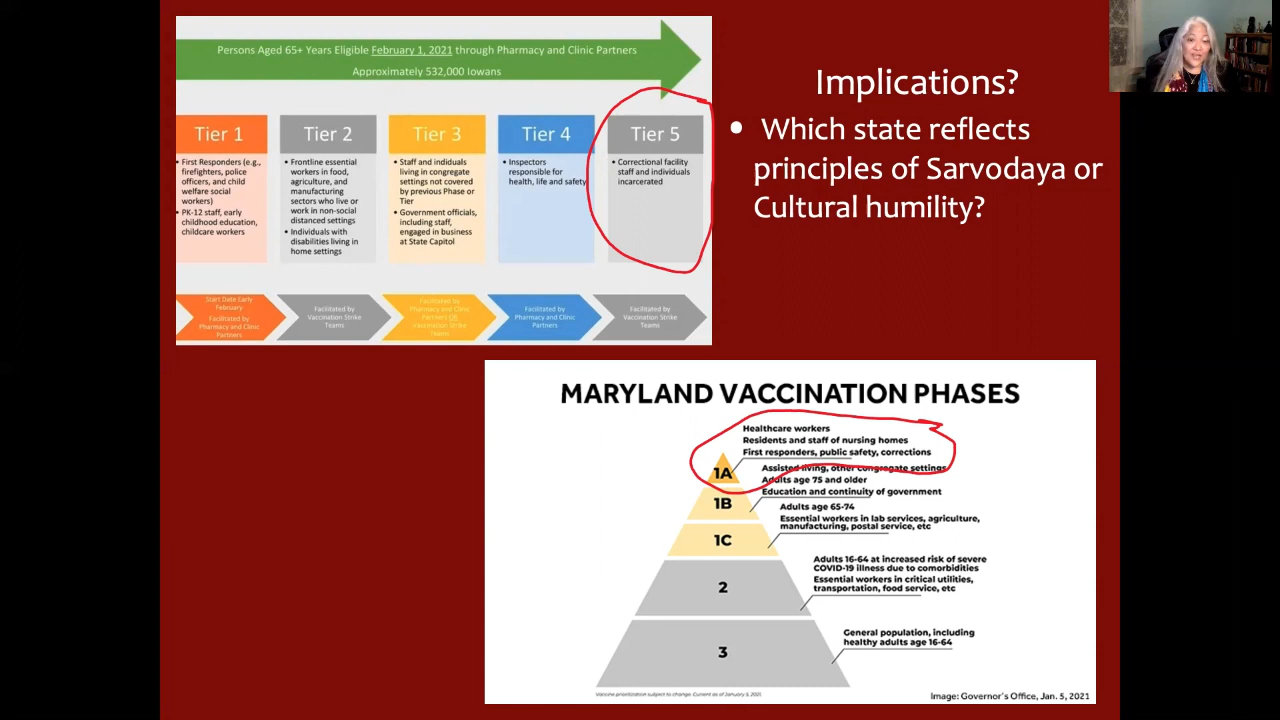 Persons Aged 65+ Years Eligible February 1, 2021 through Pharmacy and Clinic Partners
Approximately 532,000 Iowans
Tier 1
• First Responders (e.g.,
firefighters, police
officers, and child
welfare social
workers)
• PK-12 staff, early
childhood education,
childcare workers
Tier 2
• Frontline essential
workers in food,
agriculture, and
manufacturing
sectors who live or
work in non-social
distanced settings
• Individuals with
disabilities living in
home settings
Tier 3
• Staff and indiduals
living in congregate
settings not covered
by previous Phase or
Tier
• Government officials,
including staff,
engaged in business
at State Capitol
Tier 4
• Inspectors
responsible for
health, life and safety
Tier 5
• Correctional facility
staff and individuals
incarcerated
Start Date Early
February
Facilitated by
Pharmacy and Clinic
Partners
Facilitated by
Vaccination Strike
Teams
Facilitated by
Pharmacy and Clinic
Partners OR
Vaccination Strike
Teams
Facilitated by
Pharmacy and Clinic
Partners
Facilitated by
Vaccination Strike
Teams
Implications?
• Which state reflects
principles of Sarvodaya or
Cultural humility?
MARYLAND VACCINATION PHASES
1A
Healthcare workers
Residents and staff of nursing homes
First responders, public safety, corrections
1B
Assisted living, other congregate settings
Adults age 75 and older
Education and continuity of government
1C
Adults age 65-74
Essential workers in lab services, agriculture,
manufacturing, postal service, etc
2
Adults 16-64 at increased risk of severe
COVID-19 illness due to comorbidities
Essential workers in critical utilities,
transportation, food service, etc
3
General population, including
healthy adults age 16-64
Vaccine prioritization subject to change. Current as of January 5, 2021.
Image: Governor's Office, Jan. 5, 2021